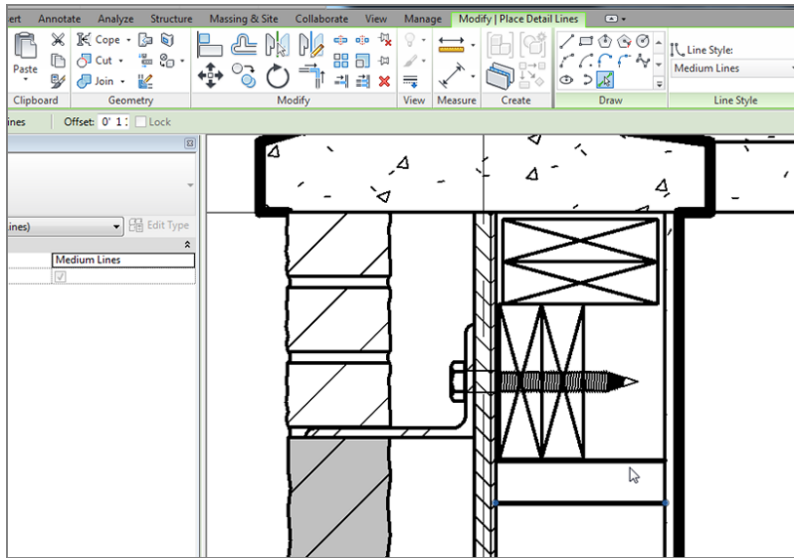 ert Annotate Analyze Structure Massing & Site Collaborate View Manage Modify | Place Detail Lines
Paste
Cope
Cut
Join
Line Style:
Medium Lines
Clipboard Geometry Modify View Measure Create Draw Line Style
ines Offset: 0' 1 Lock
.ines) Edit Type
Medium Lines